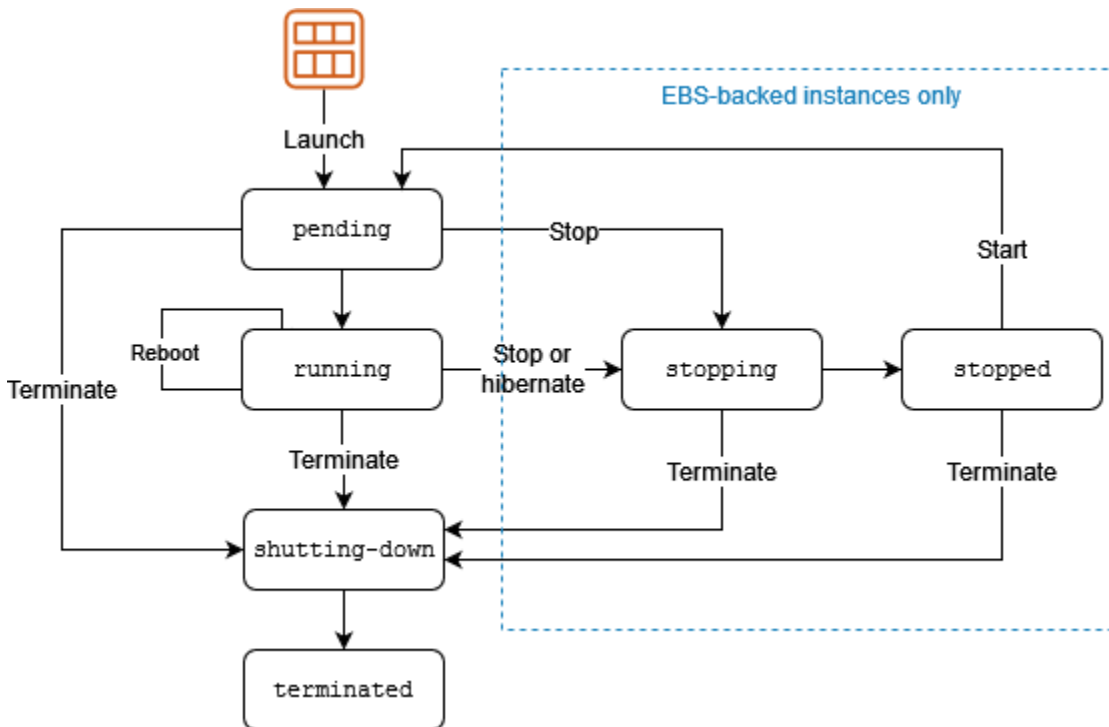 EBS-backed instances only
Launch
pending
Stop
Start
Reboot
running
Stop or
hibernate
stopping
stopped
Terminate
Terminate
Terminate
Terminate
shutting-down
terminated